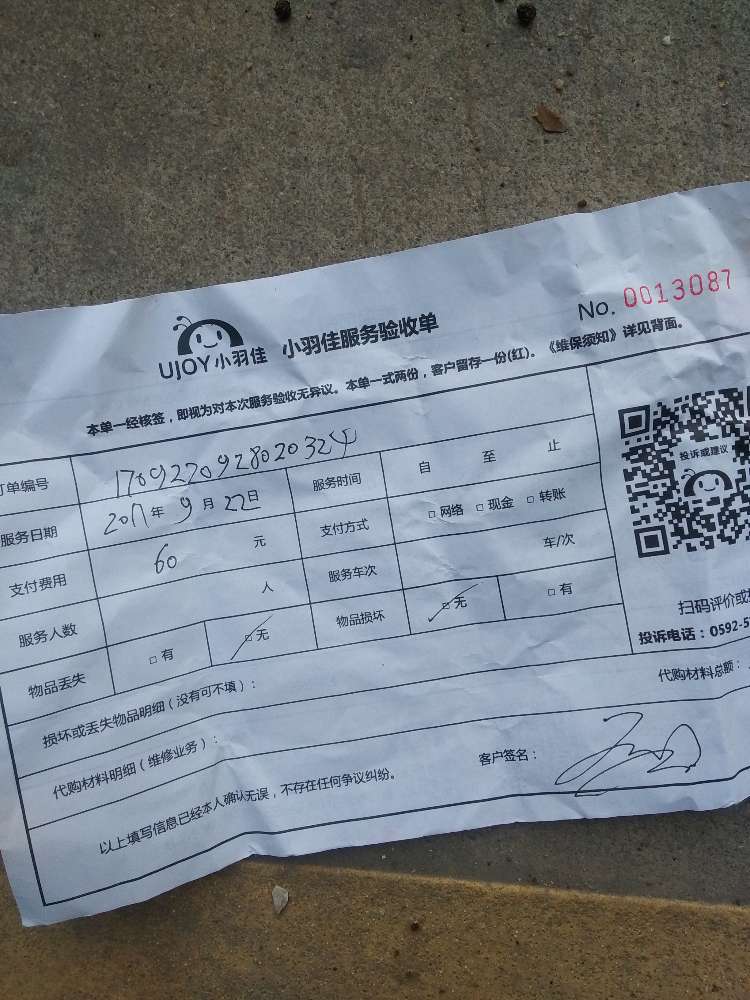 UJOY小羽佳 小羽佳服务验收单 No. 0013087
本单一经核签，即视为对本次服务验收无异议。本单一式两份，客户留存一份(红)。《维保须知》详见背面。
订单编号
服务日期 2017年9月22日 服务时间 自 至 止
支付费用 60 元 支付方式 □网络 □现金 □转账
服务人数 人 服务车次 车/次
物品丢失 □有 □无 物品损坏 □无 □有
损坏或丢失物品明细（没有可不填）：
代购材料明细（维修业务）： 代购材料总额：
以上填写信息已经本人确认无误，不存在任何争议纠纷。 客户签名：
投诉或建议
扫码评价或
投诉电话：0592-5